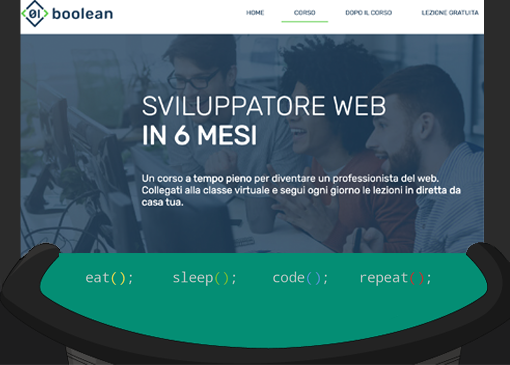 boolean
HOME CORSO DOPO IL CORSO LEZIONE GRATUITA
SVILUPPATORE WEB
IN 6 MESI
Un corso a tempo pieno per diventare un professionista del web.
Collegati alla classe virtuale e segui ogni giorno le lezioni in diretta da
casa tua.
eat(); sleep(); code(); repeat();